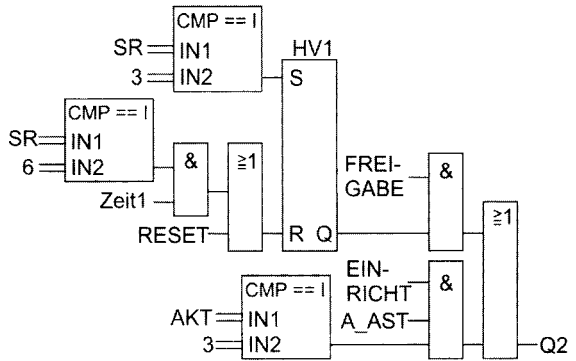 CMP == I
HV1
SR IN1
3 IN2
S
CMP == I
SR IN1
6 IN2
&
≧1
FREI-
GABE
&
Zeit1
≧1
RESET
R Q
EIN-
RICHT
&
CMP == I
AKT IN1
A_AST
3 IN2
Q2